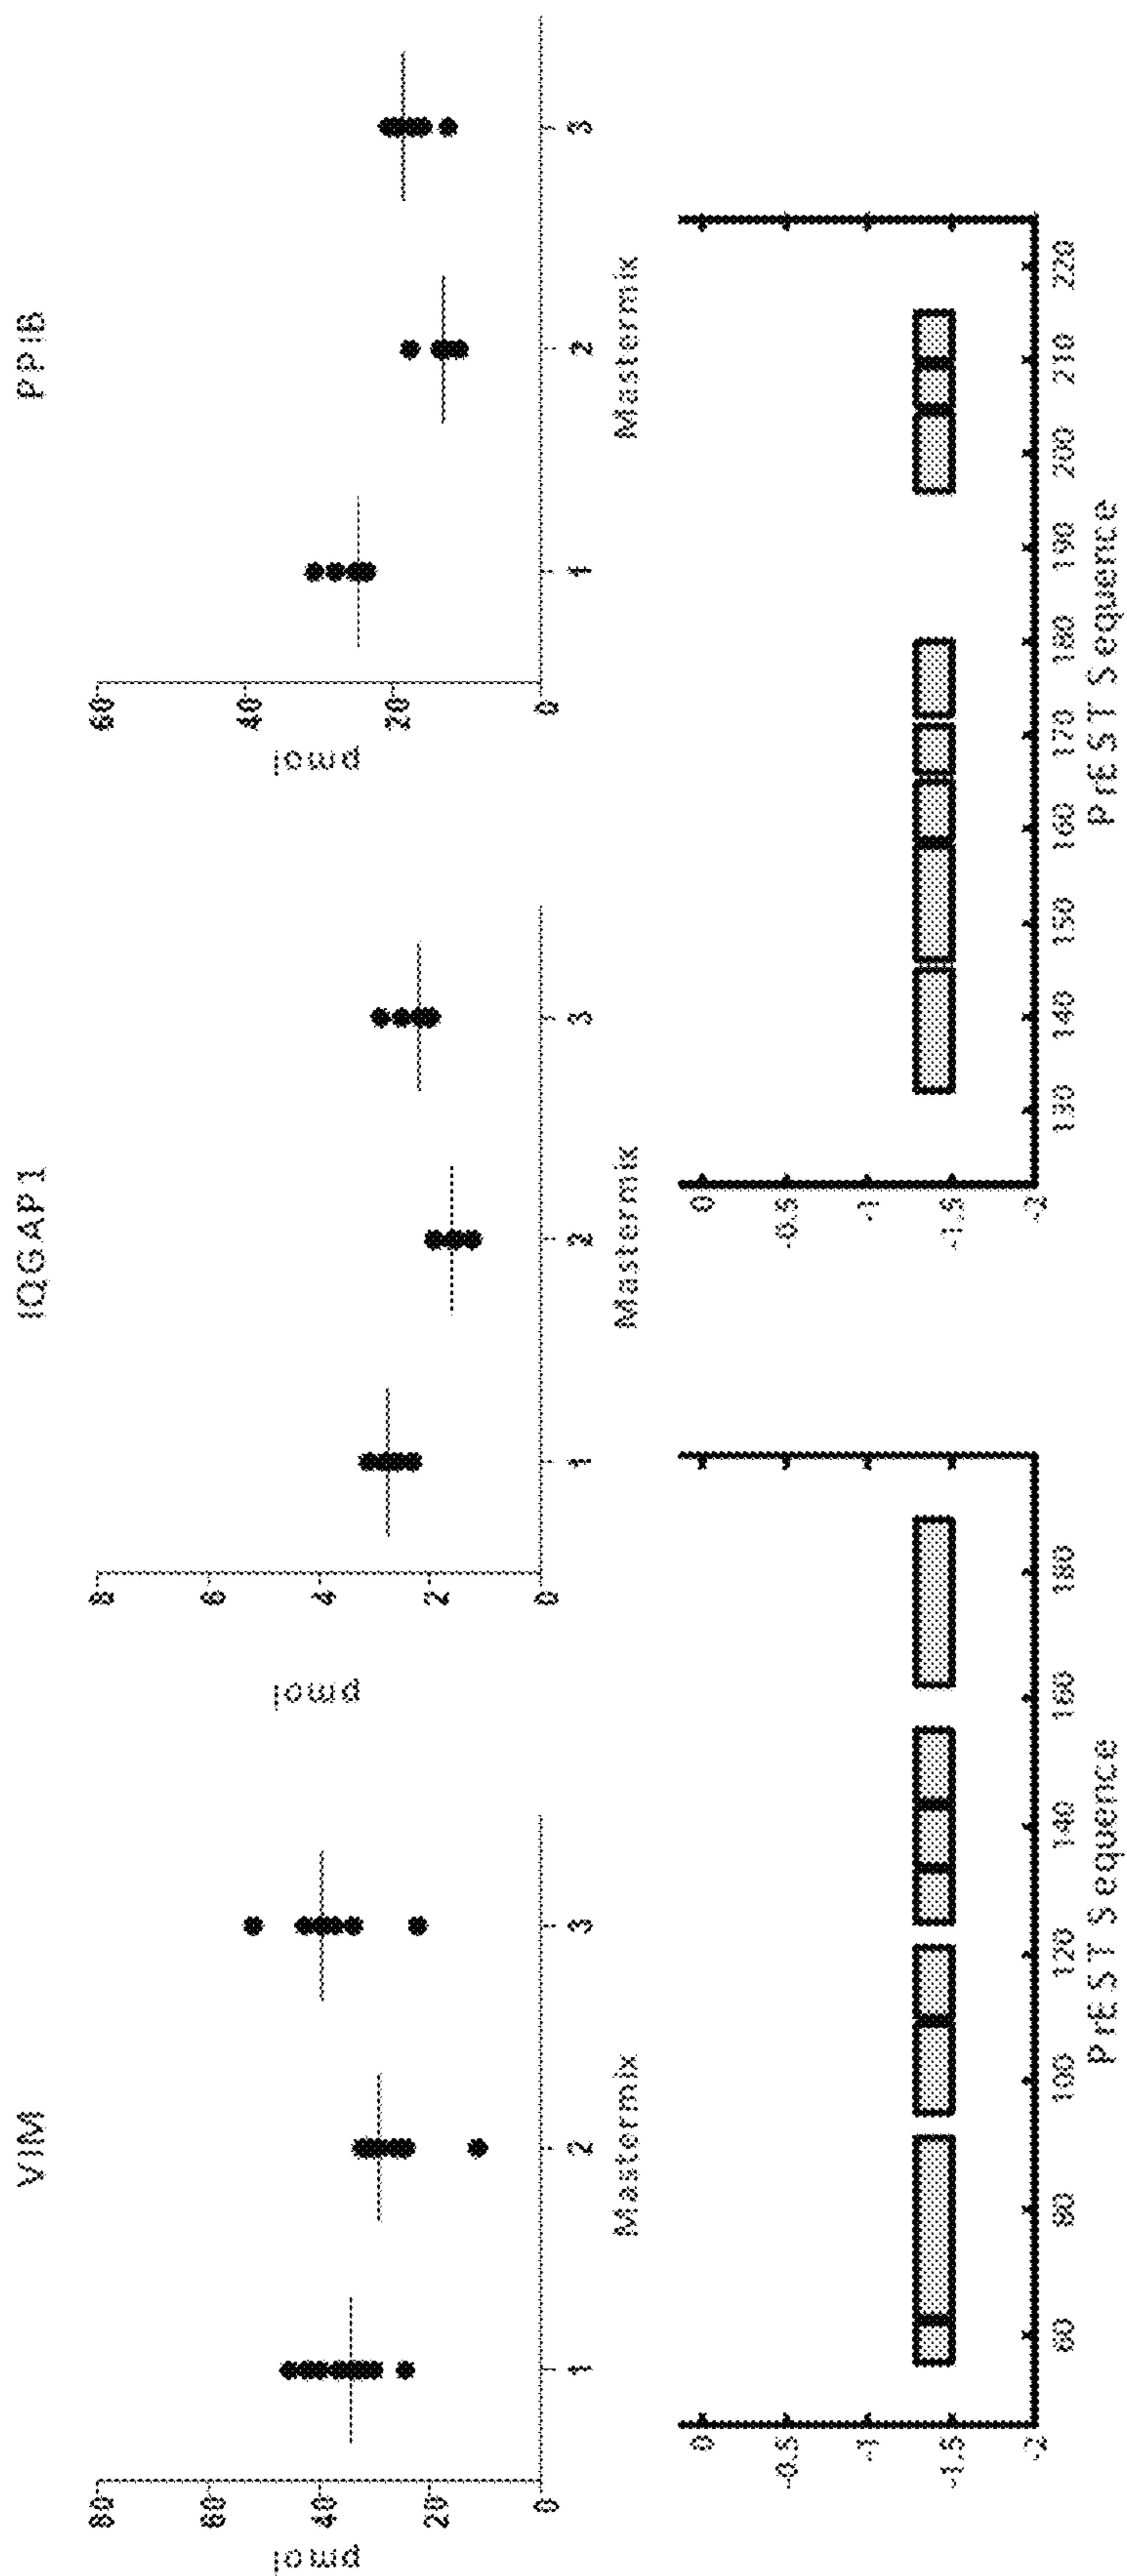 VIM
pmol
80
60
40
20
0
1
2
3
Mastermix
IQGAP1
pmol
8
6
4
2
0
1
2
3
Mastermix
PPIB
pmol
60
40
20
0
1
2
3
Mastermix
0
-0.5
-1
-1.5
-2
60 80 100 120 140 160 180
PrEST Sequence
0
-0.5
-1
-1.5
-2
130 140 150 160 170 180 190 200 210 220
PrEST Sequence